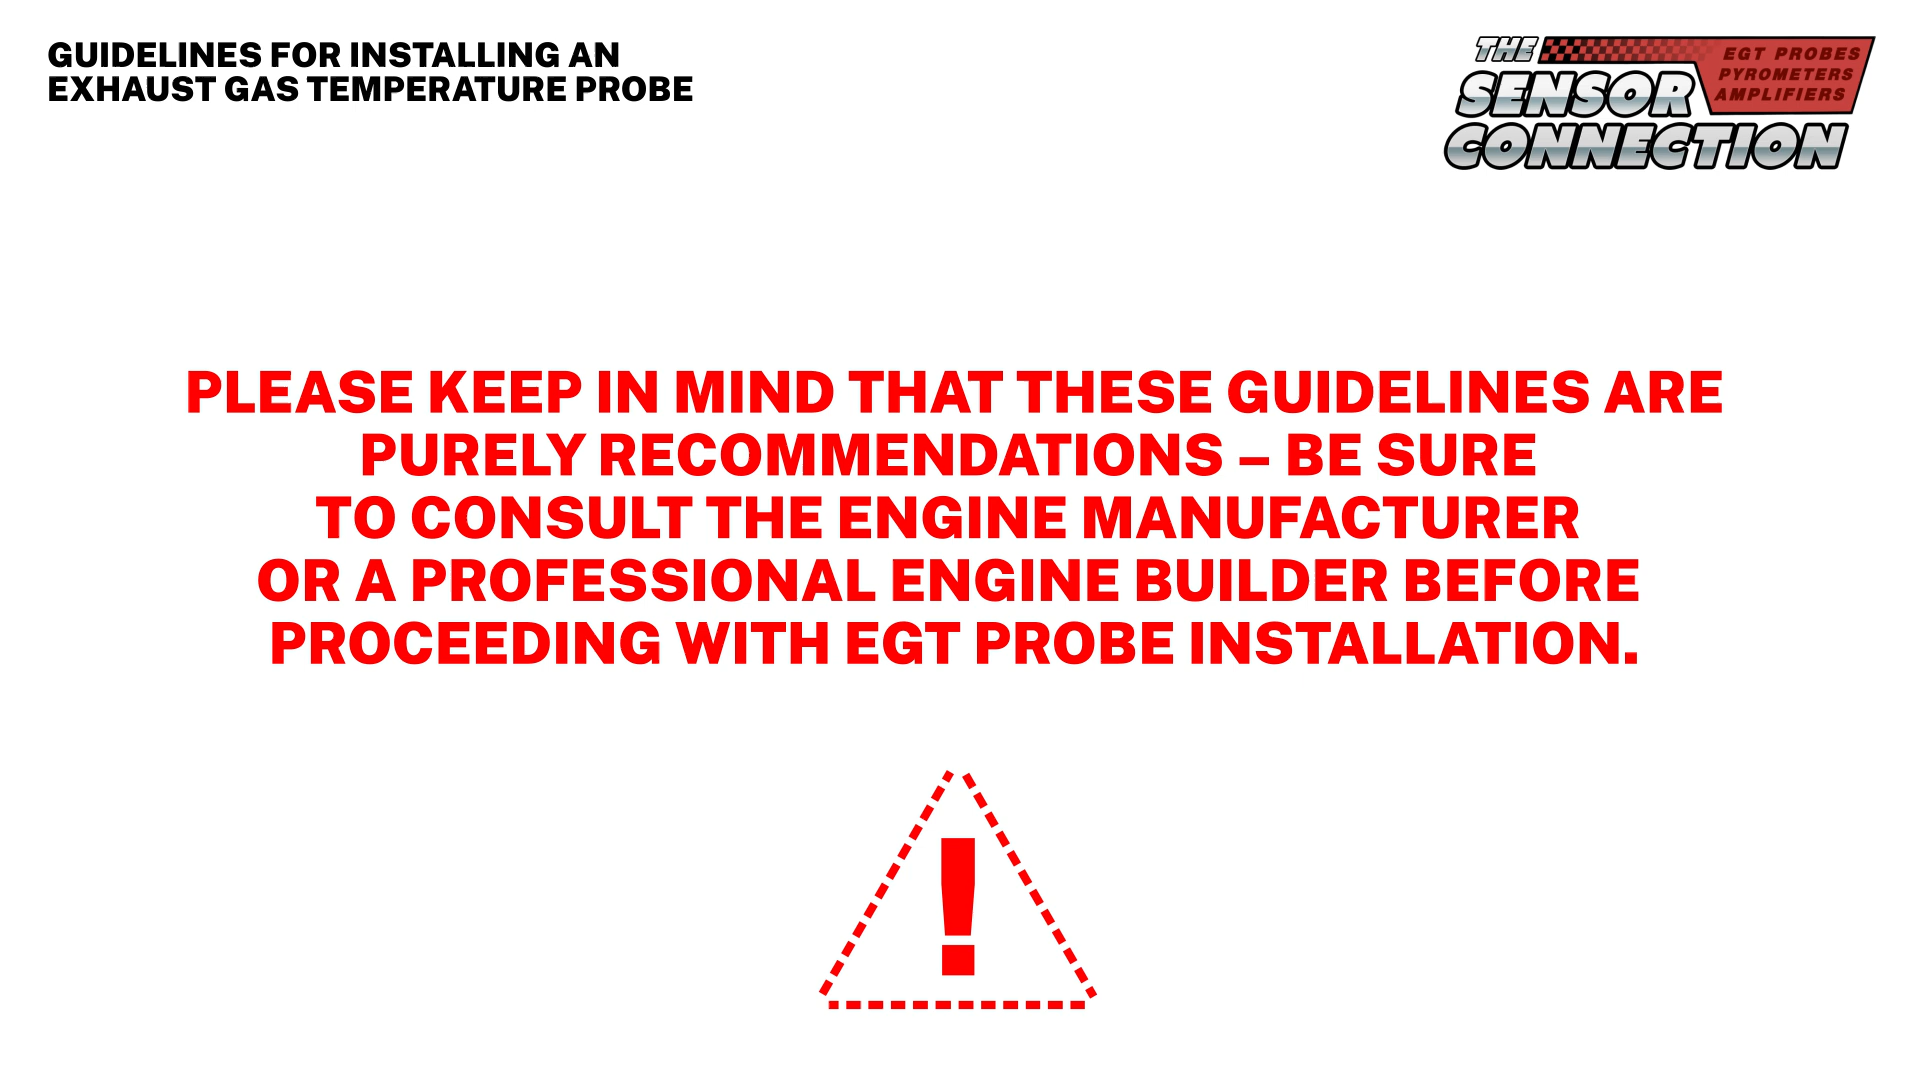 GUIDELINES FOR INSTALLING AN
EXHAUST GAS TEMPERATURE PROBE
THE
SENSOR
CONNECTION
EGT PROBES
PYROMETERS
AMPLIFIERS
PLEASE KEEP IN MIND THAT THESE GUIDELINES ARE
PURELY RECOMMENDATIONS – BE SURE
TO CONSULT THE ENGINE MANUFACTURER
OR A PROFESSIONAL ENGINE BUILDER BEFORE
PROCEEDING WITH EGT PROBE INSTALLATION.
!